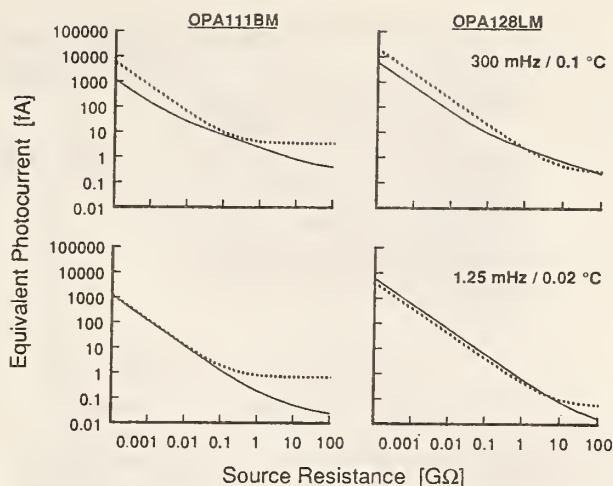 OPA111BM
OPA128LM
Equivalent Photocurrent [fA]
100000
10000
1000
100
10
1
0.1
0.01
300 mHz / 0.1 °C
100000
10000
1000
100
10
1
0.1
0.01
1.25 mHz / 0.02 °C
0.001 0.01 0.1 1 10 100
0.001 0.01 0.1 1 10 100
Source Resistance [GΩ]